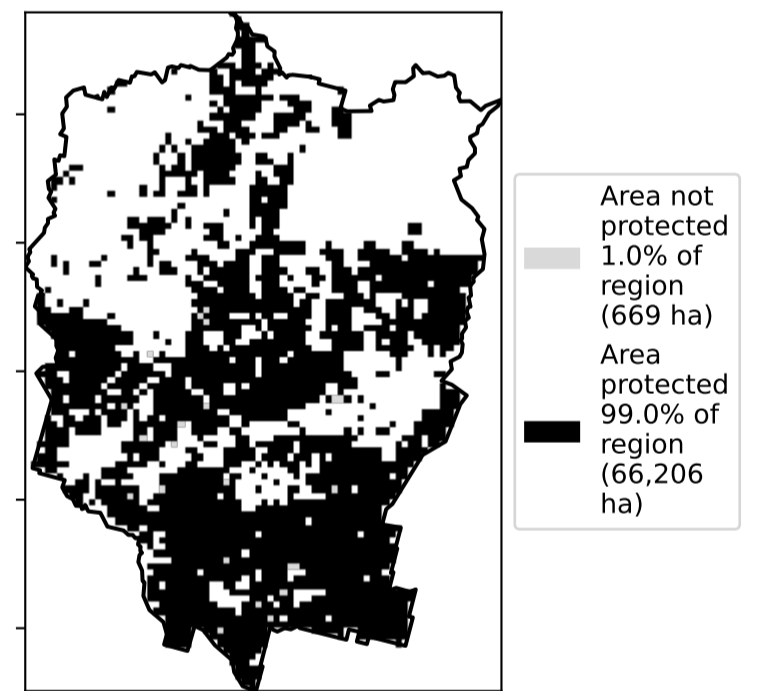 Area not
protected
1.0% of
region
(669 ha)
Area
protected
99.0% of
region
(66,206
ha)